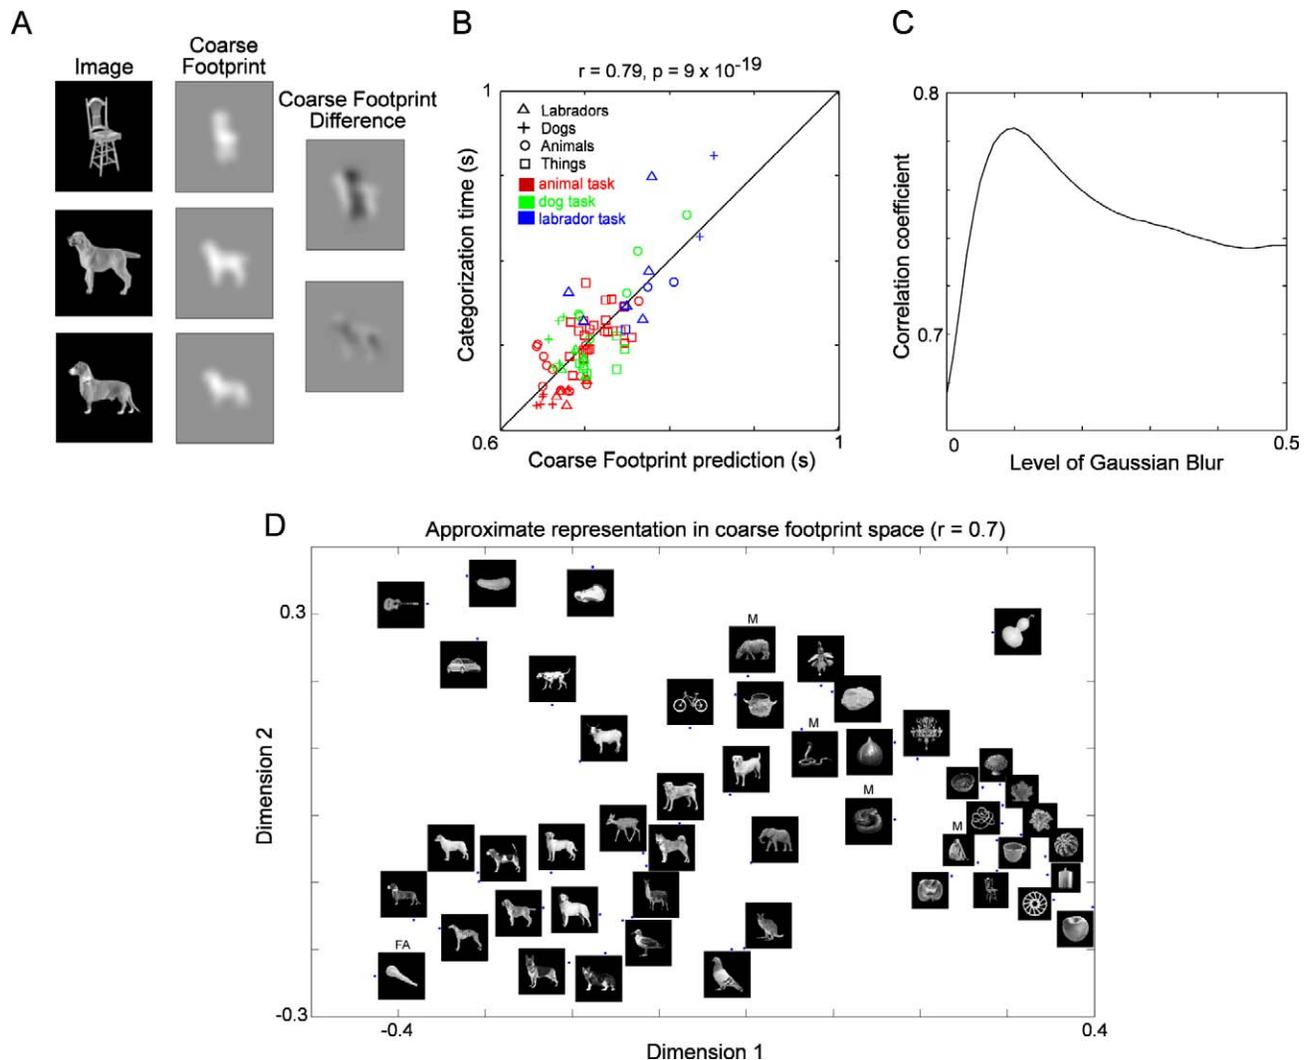 A
Image
Coarse
Footprint
Coarse Footprint
Difference
B
r = 0.79, p = 9 x 10-19
1
Labradors
Dogs
Animals
Things
animal task
dog task
labrador task
Categorization time (s)
0.6
1
Coarse Footprint prediction (s)
C
0.8
0.7
Correlation coefficient
0
0.5
Level of Gaussian Blur
D
Approximate representation in coarse footprint space (r = 0.7)
0.3
M
M
M
M
FA
Dimension 2
-0.3
-0.4
0.4
Dimension 1